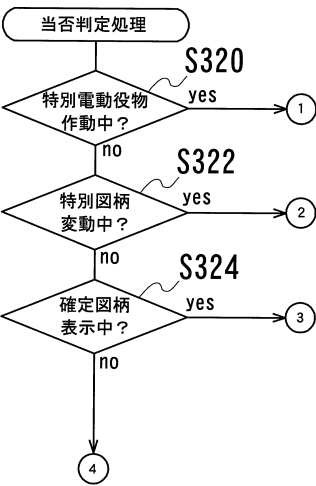 当否判定処理
S320
特別電動役物
作動中？
yes
1
no
S322
特別図柄
変動中？
yes
2
no
S324
確定図柄
表示中？
yes
3
no
4